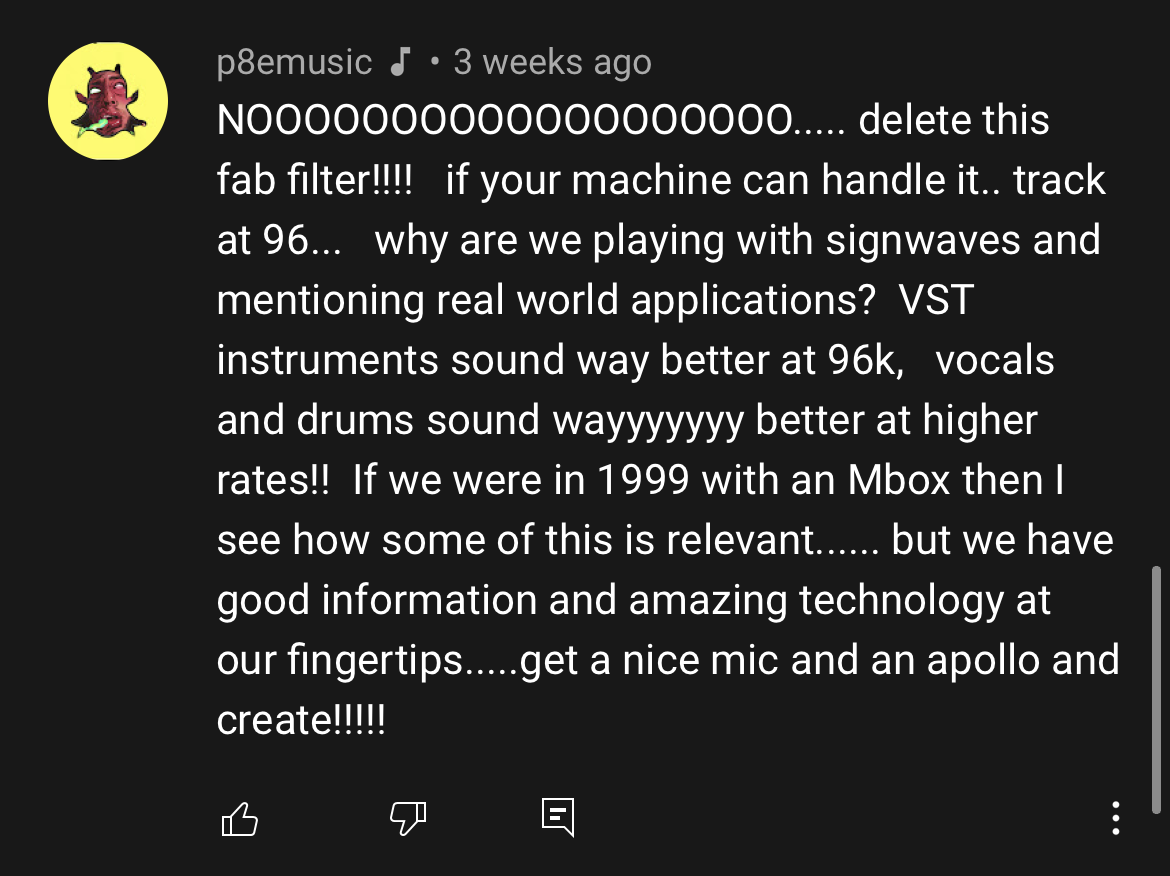 p8emusic ♪ • 3 weeks ago
NOOOOOOOOOOOOOOOOOOO..... delete this
fab filter!!!!   if your machine can handle it.. track
at 96...   why are we playing with signwaves and
mentioning real world applications?  VST
instruments sound way better at 96k,   vocals
and drums sound wayyyyyyy better at higher
rates!!  If we were in 1999 with an Mbox then I
see how some of this is relevant...... but we have
good information and amazing technology at
our fingertips.....get a nice mic and an apollo and
create!!!!!